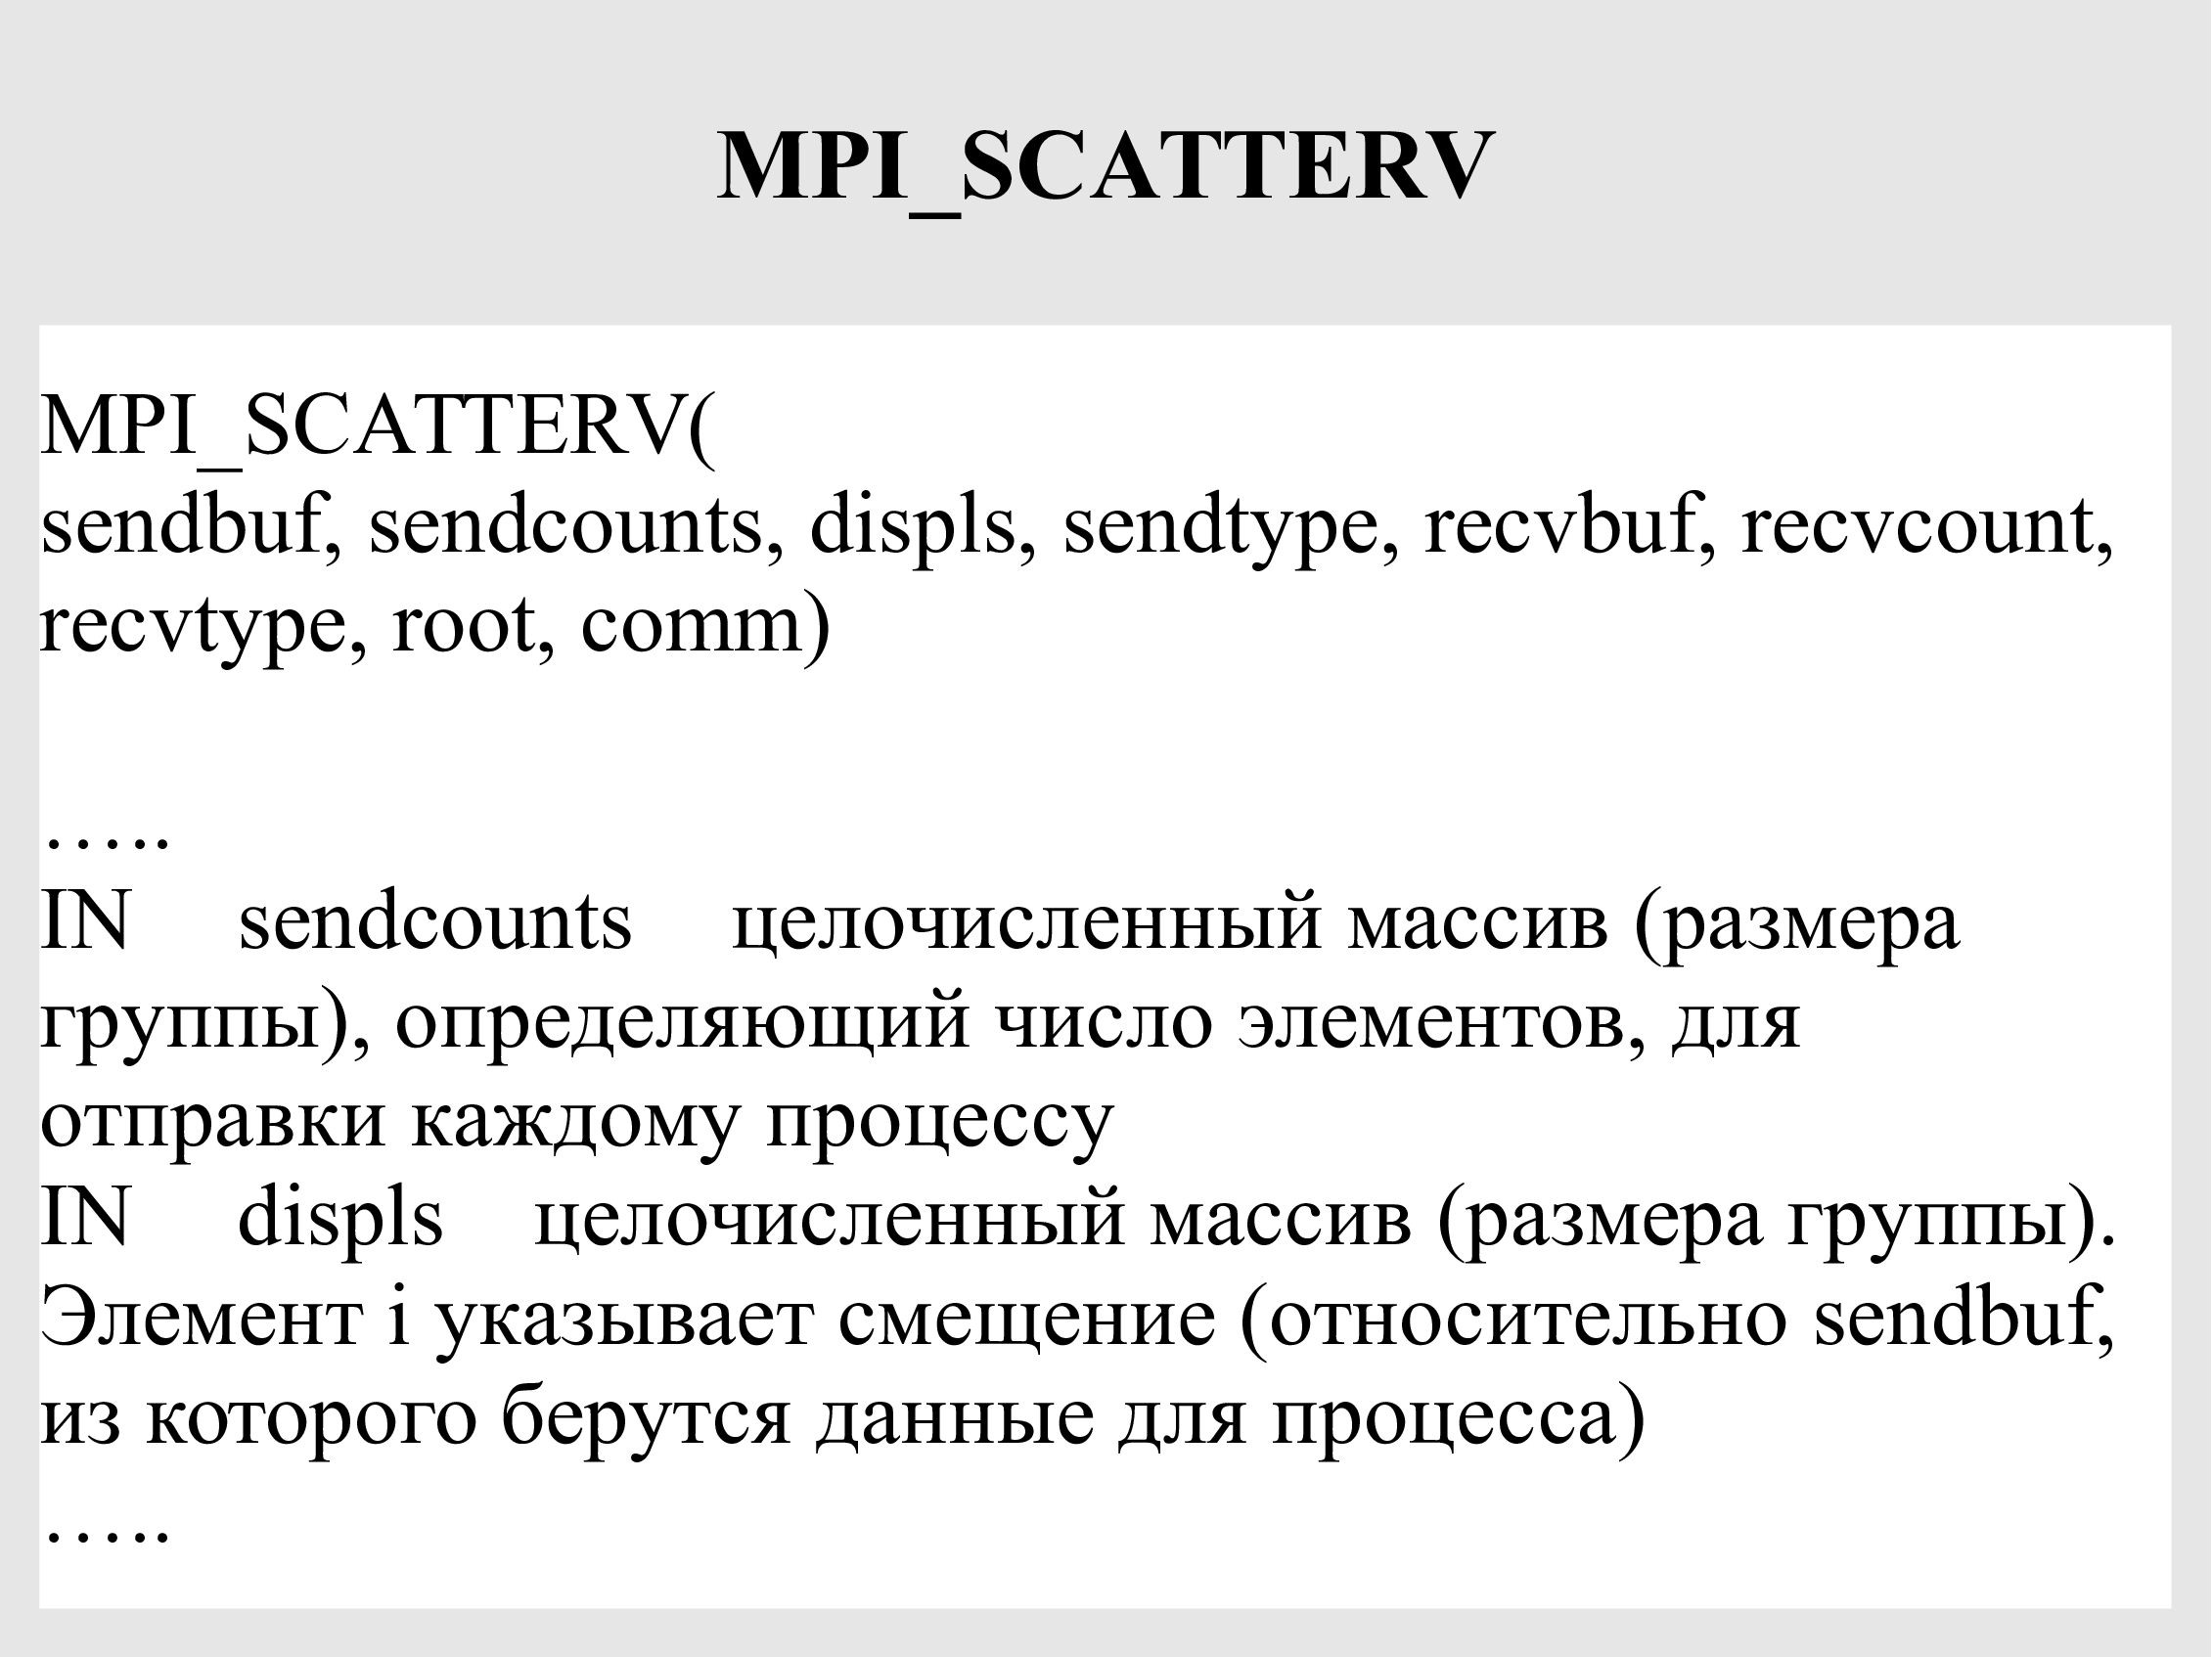 MPI_SCATTERV
MPI_SCATTERV(
sendbuf, sendcounts, displs, sendtype, recvbuf, recvcount,
recvtype, root, comm)
…..
IN sendcounts целочисленный массив (размера
группы), определяющий число элементов, для
отправки каждому процессу
IN displs целочисленный массив (размера группы).
Элемент i указывает смещение (относительно sendbuf,
из которого берутся данные для процесса)
…..